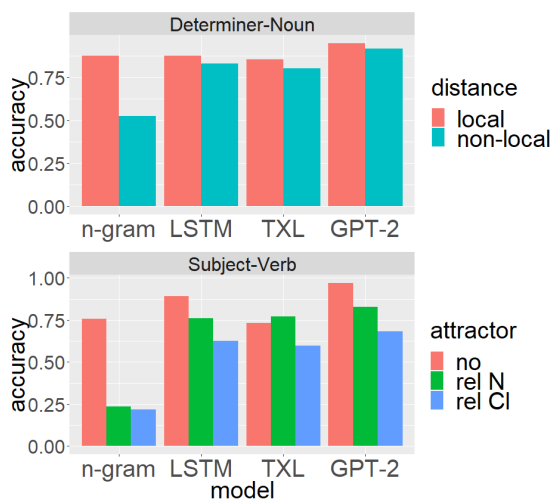 Determiner-Noun
accuracy
0.75
0.50
0.25
0.00
n-gram LSTM TXL GPT-2
distance
local
non-local
Subject-Verb
accuracy
1.00
0.75
0.50
0.25
0.00
n-gram LSTM TXL GPT-2
model
attractor
no
rel N
rel Cl